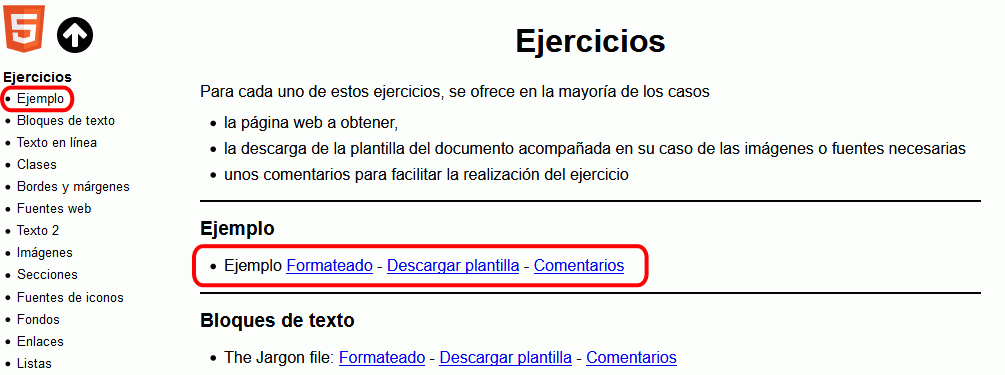 5
Ejercicios
Ejemplo
Bloques de texto
Texto en línea
Clases
Bordes y márgenes
Fuentes web
Texto 2
Imágenes
Secciones
Fuentes de iconos
Fondos
Enlaces
Listas
Ejercicios
Para cada uno de estos ejercicios, se ofrece en la mayoría de los casos
la página web a obtener,
la descarga de la plantilla del documento acompañada en su caso de las imágenes o fuentes necesarias
unos comentarios para facilitar la realización del ejercicio
Ejemplo
Ejemplo Formateado - Descargar plantilla - Comentarios
Bloques de texto
The Jargon file: Formateado - Descargar plantilla - Comentarios